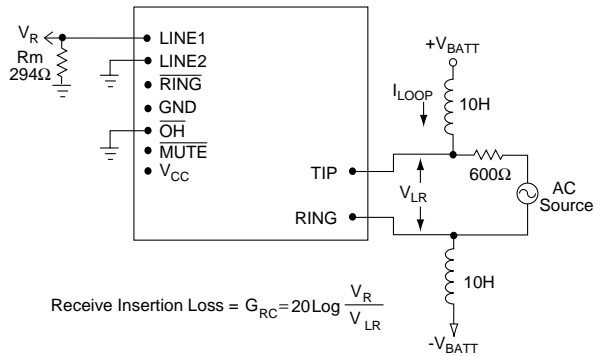 V_R
Rm
294Ω
LINE1
LINE2
RING
GND
OH
MUTE
V_CC
TIP
RING
+V_BATT
I_LOOP
10H
600Ω
V_LR
AC
Source
10H
-V_BATT
Receive Insertion Loss = G_RC = 20Log V_R / V_LR